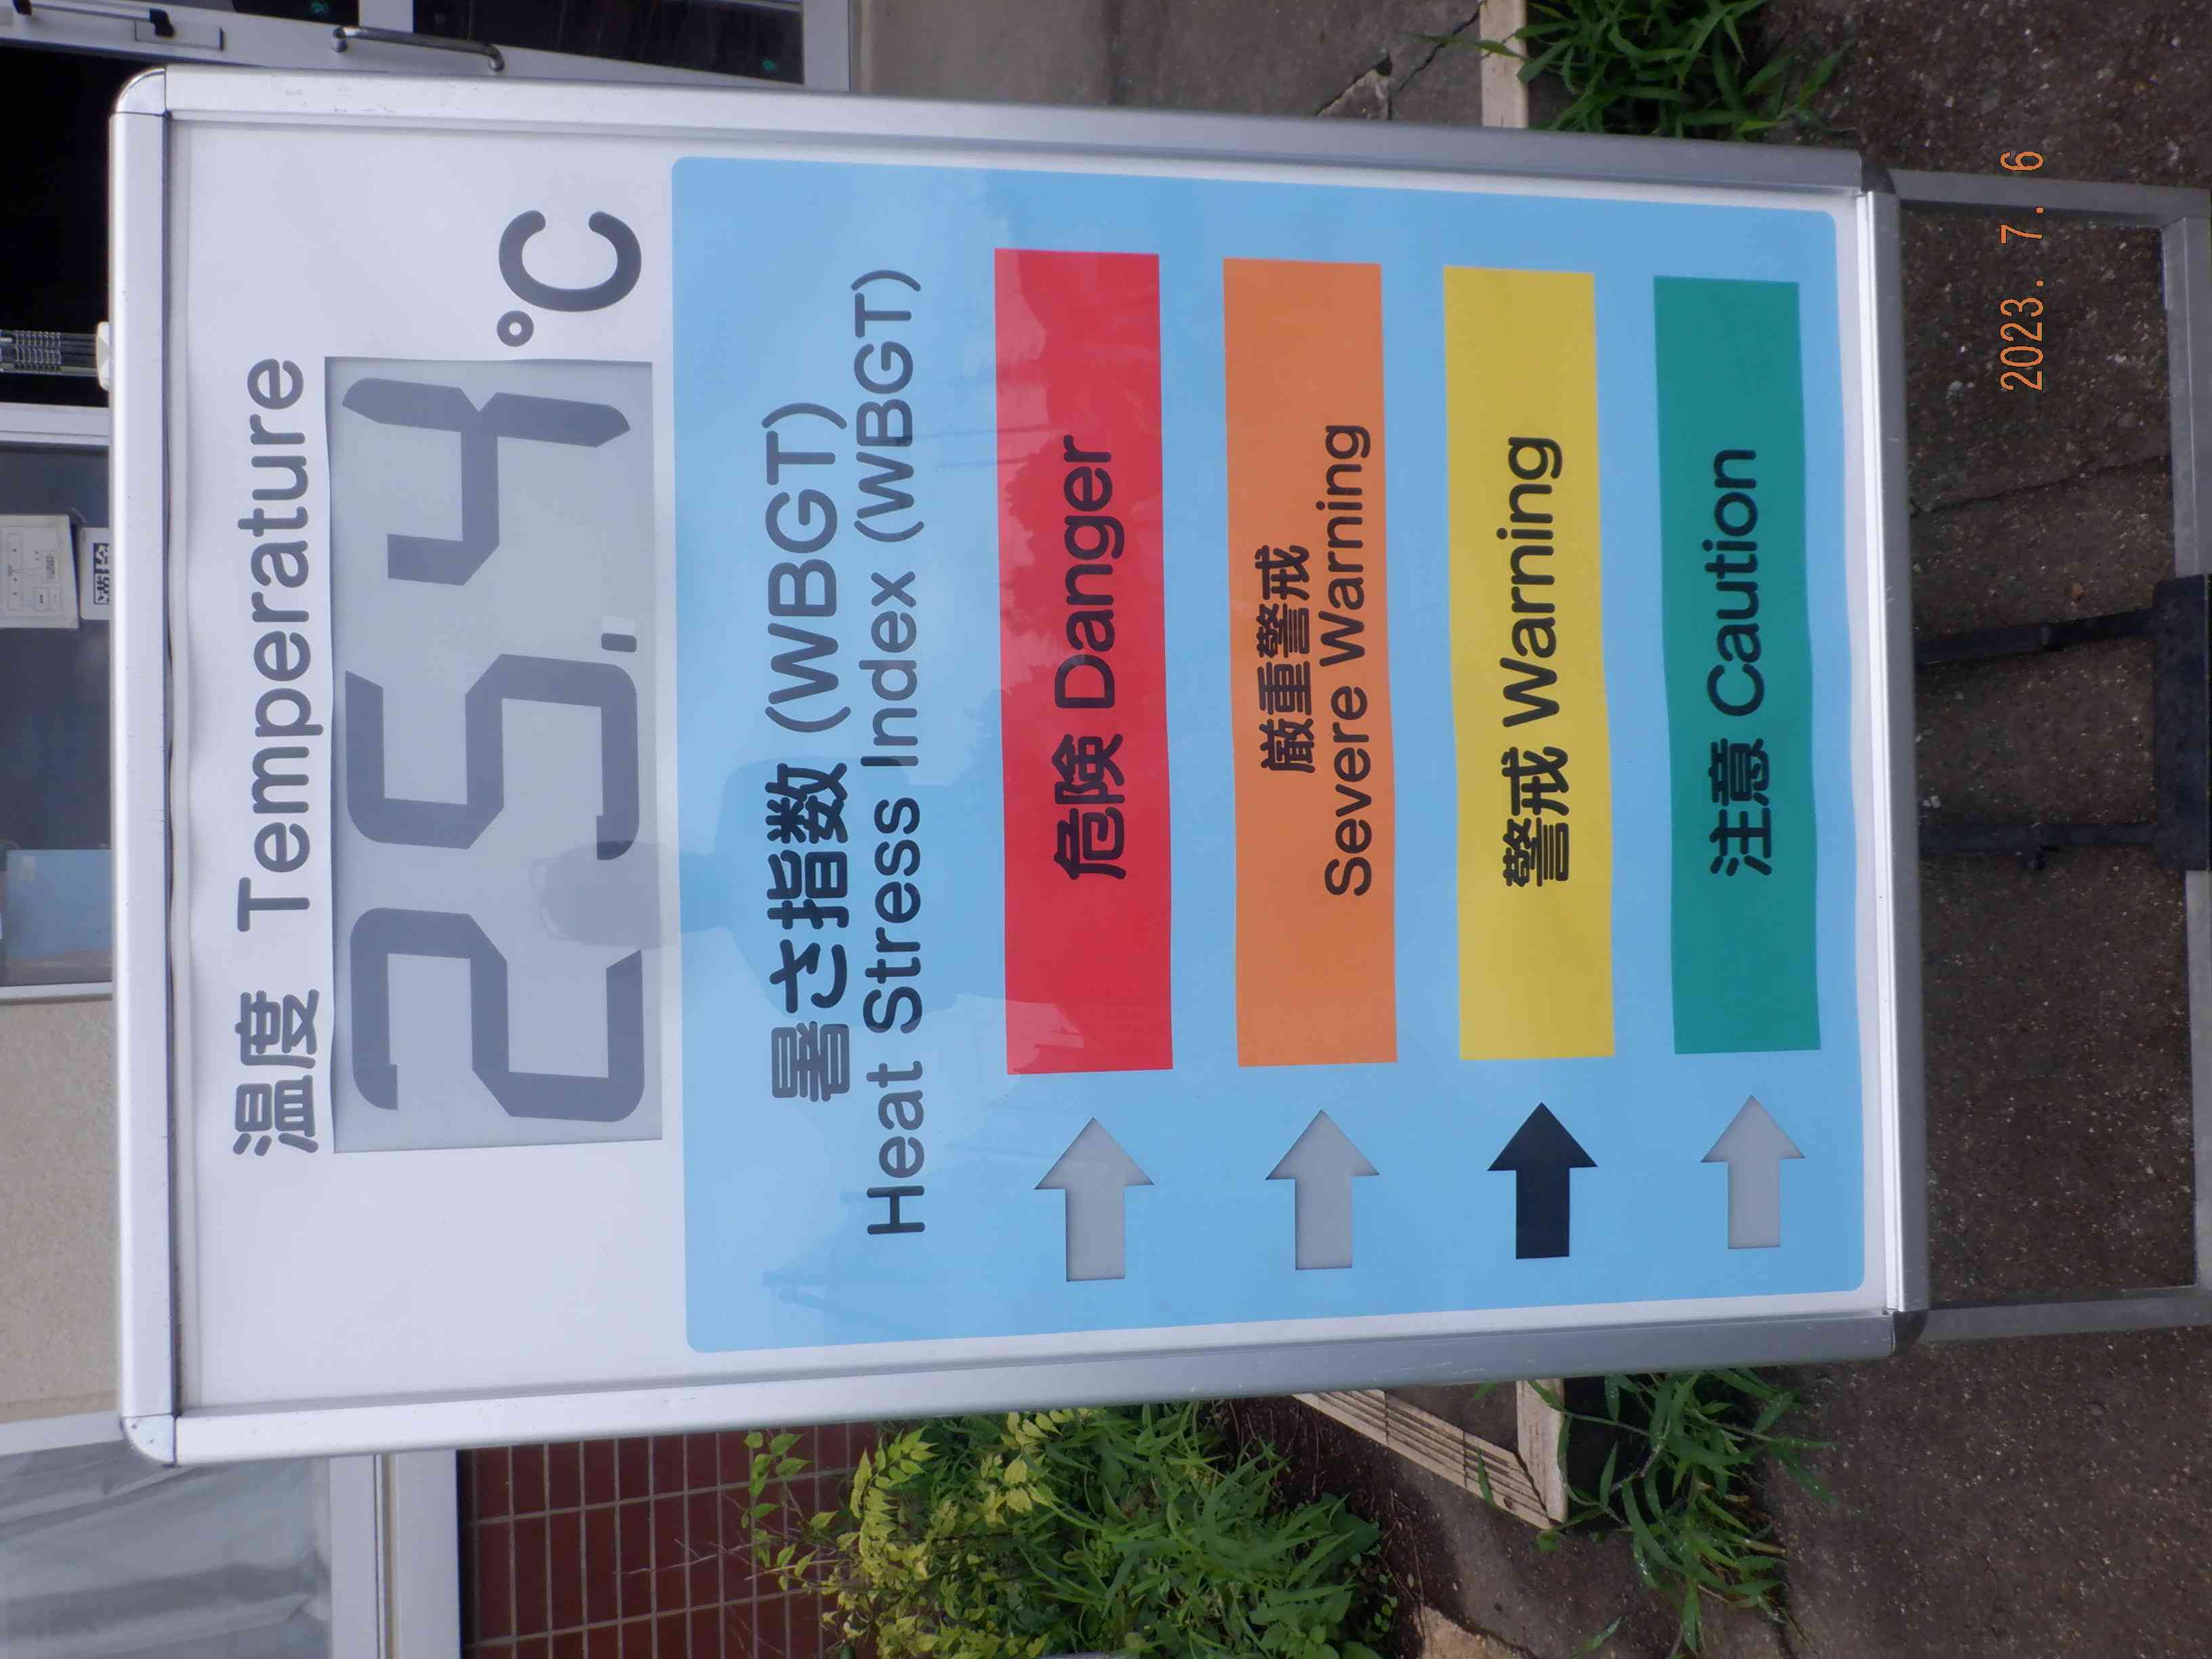 温度 Temperature
25.4℃
暑さ指数 (WBGT)
Heat Stress Index (WBGT)
危険 Danger
厳重警戒
Severe Warning
警戒 Warning
注意 Caution
2023. 7. 6